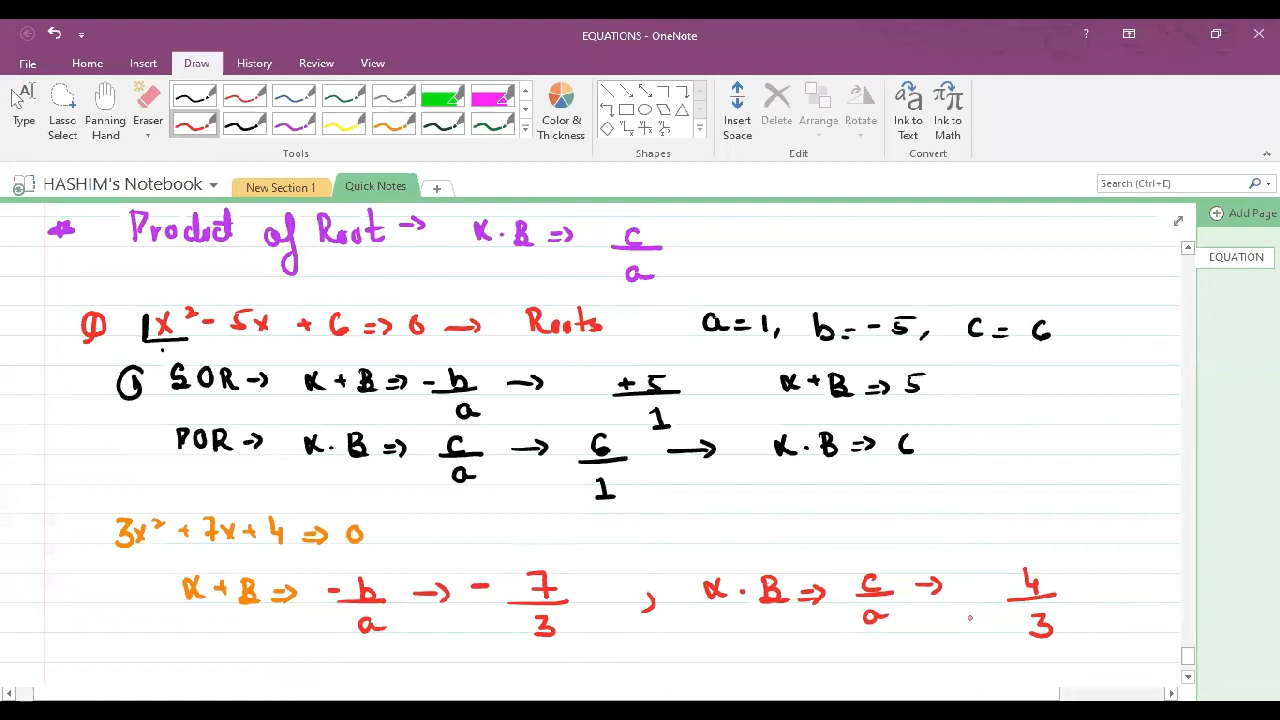 EQUATIONS - OneNote
File Home Insert Draw History Review View
Type
Lasso Select
Panning Hand
Eraser
Color & Thickness
Insert Space
Delete
Arrange
Rotate
Ink to Text
Ink to Math
Tools
Shapes
Edit
Convert
HASHIM's Notebook
New Section 1
Quick Notes
Search (Ctrl+E)
Add Page
EQUATION
* Product of Root → α . B ⇒ c/a
① 1x² - 5x + 6 ⇒ 0 → Roots a = 1, b = - 5, c = 6
① SOR → α + B ⇒ - b/a → + 5/1 α + B ⇒ 5
POR → α . B ⇒ c/a → 6/1 → α . B ⇒ 6
3x² + 7x + 4 ⇒ 0
α + B ⇒ - b/a → - 7/3 , α . B ⇒ c/a → 4/3